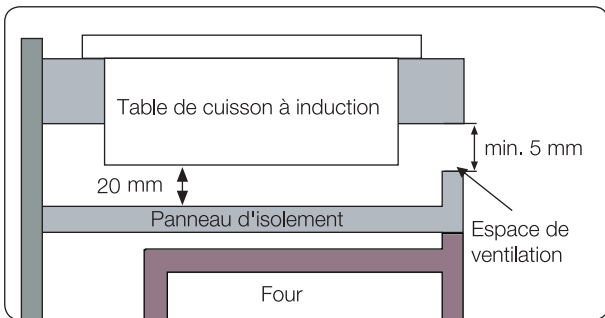 Table de cuisson à induction
min. 5 mm
20 mm
Panneau d'isolement
Espace de
ventilation
Four